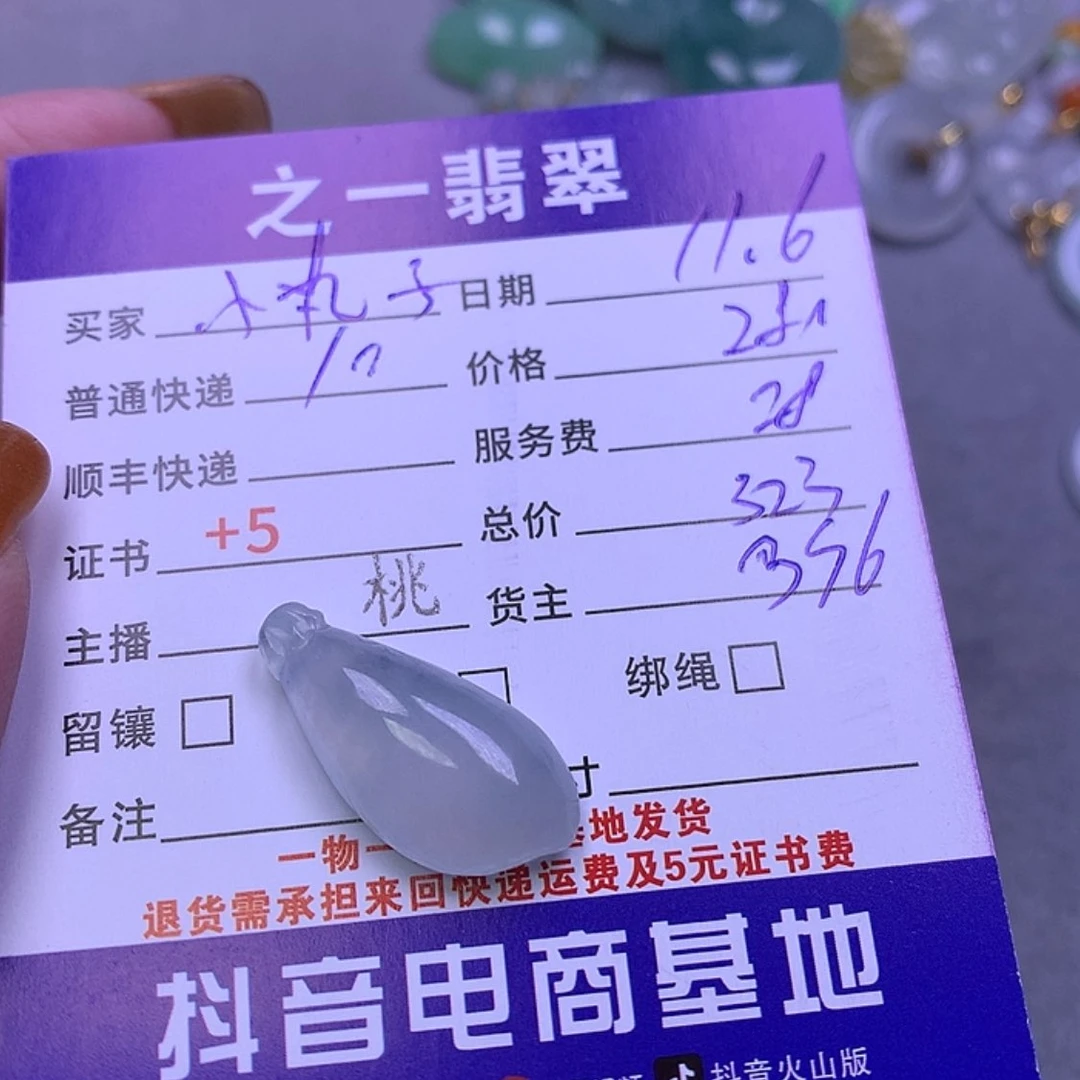 之一翡翠
买家 小丸子 日期 11.6
普通快递 10 价格
顺丰快递 服务费 28
证书 +5 总价 323
主播 桃 货主
留镶 □ 绑绳 □
备注 寸
一物一 基地发货
退货需承担来回快递运费及5元证书费
抖音电商基地
抖音火山版